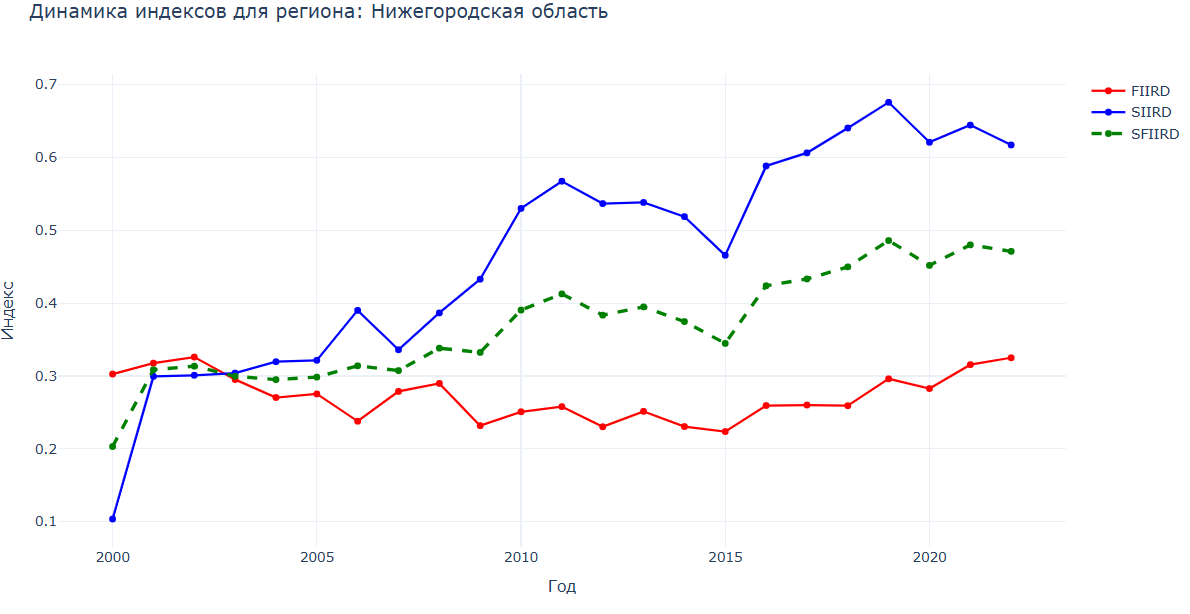 Динамика индексов для региона: Нижегородская область
0.7
0.6
0.5
0.4
0.3
0.2
0.1
Индекс
2000
2005
2010
2015
2020
Год
FIIRD
SIIRD
SFIIRD